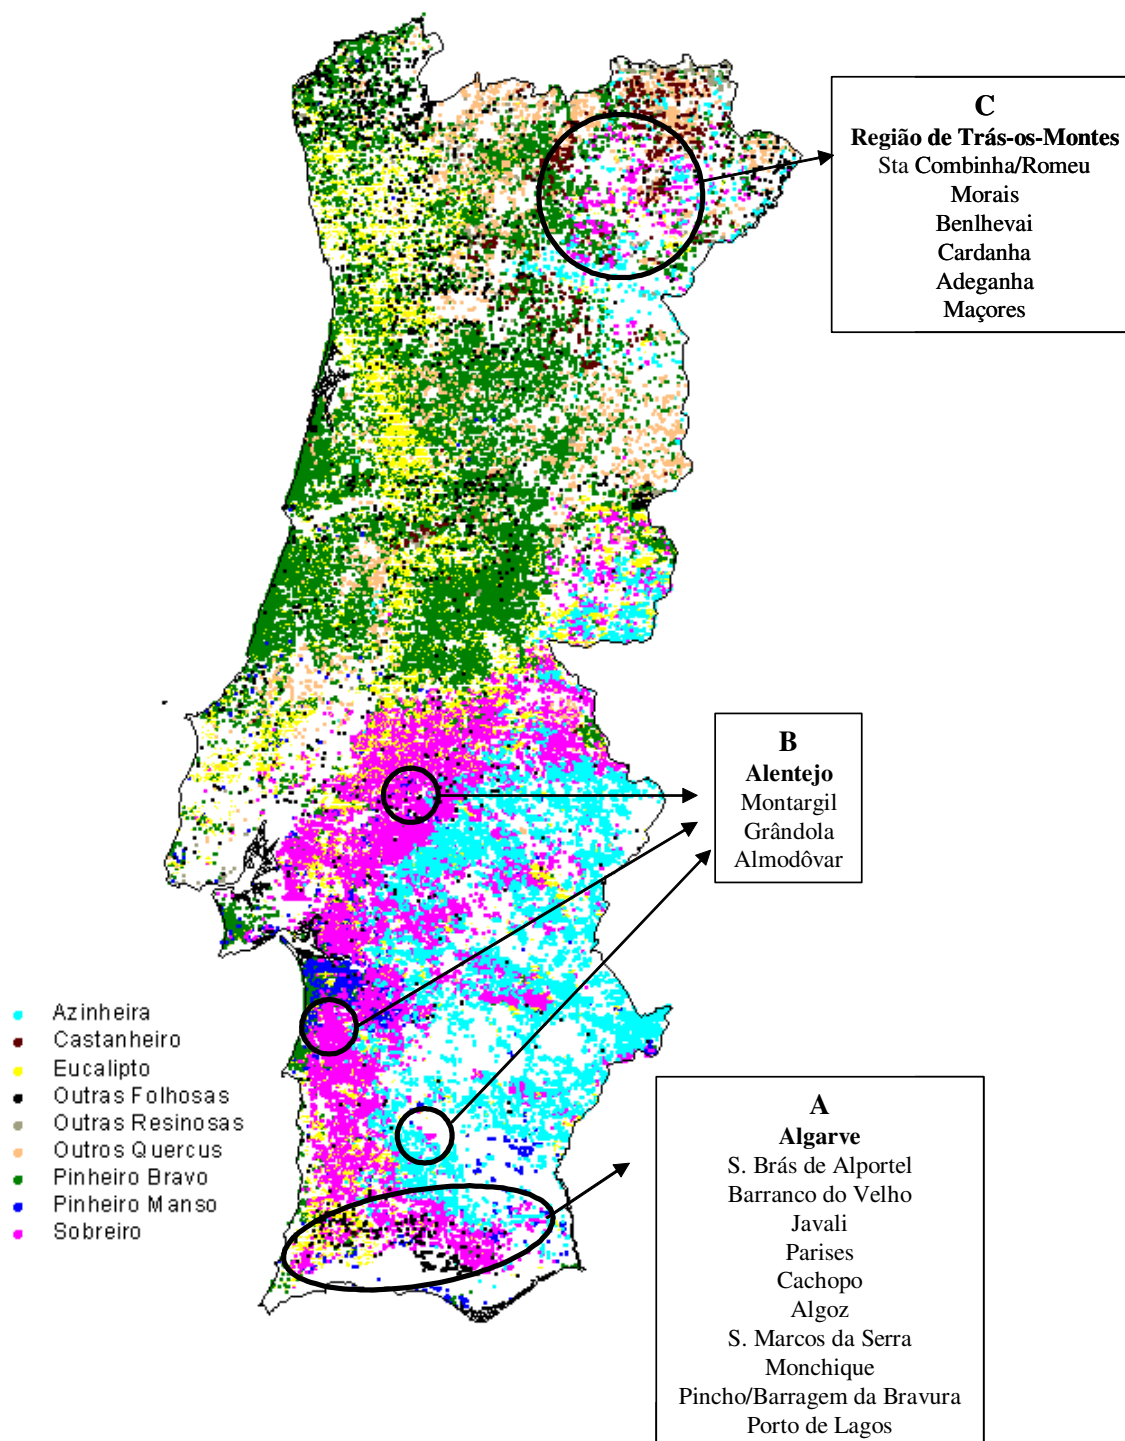 C
Região de Trás-os-Montes
Sta Combinha/Romeu
Morais
Benlhevai
Cardanha
Adeganha
Maçores
B
Alentejo
Montargil
Grândola
Almodôvar
Azinheira
Castanheiro
Eucalipto
Outras Folhosas
Outras Resinosas
Outros Quercus
Pinheiro Bravo
Pinheiro Manso
Sobreiro
A
Algarve
S. Brás de Alportel
Barranco do Velho
Javali
Parises
Cachopo
Algoz
S. Marcos da Serra
Monchique
Pincho/Barragem da Bravura
Porto de Lagos